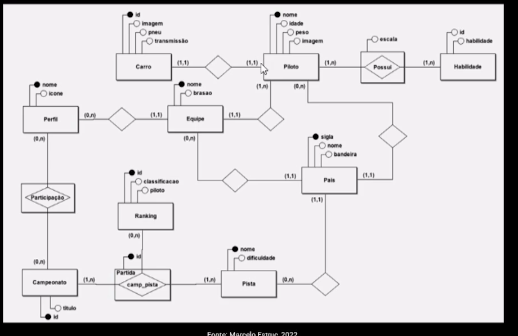 id
imagem
pneu
transmissão
Carro
(1,1)
(1,1)
nome
idade
peso
imagem
Piloto
(1,n)
escala
Possui
(1,n)
id
habilidade
Habilidade
nome
icone
Perfil
(0,n)
(1,1)
nome
brasao
Equipe
(1,1)
(1,n)
(0,n)
(0,n)
(0,n)
sigla
nome
bandeira
País
(1,1)
(1,1)
(1,1)
Participação
id
classificacao
piloto
Ranking
(0,n)
(0,n)
Campeonato
(1,n)
id
Partida
camp_pista
(1,n)
nome
dificuldade
Pista
(0,n)
titulo
id
Fonte: Marcelo Estruc, 2022